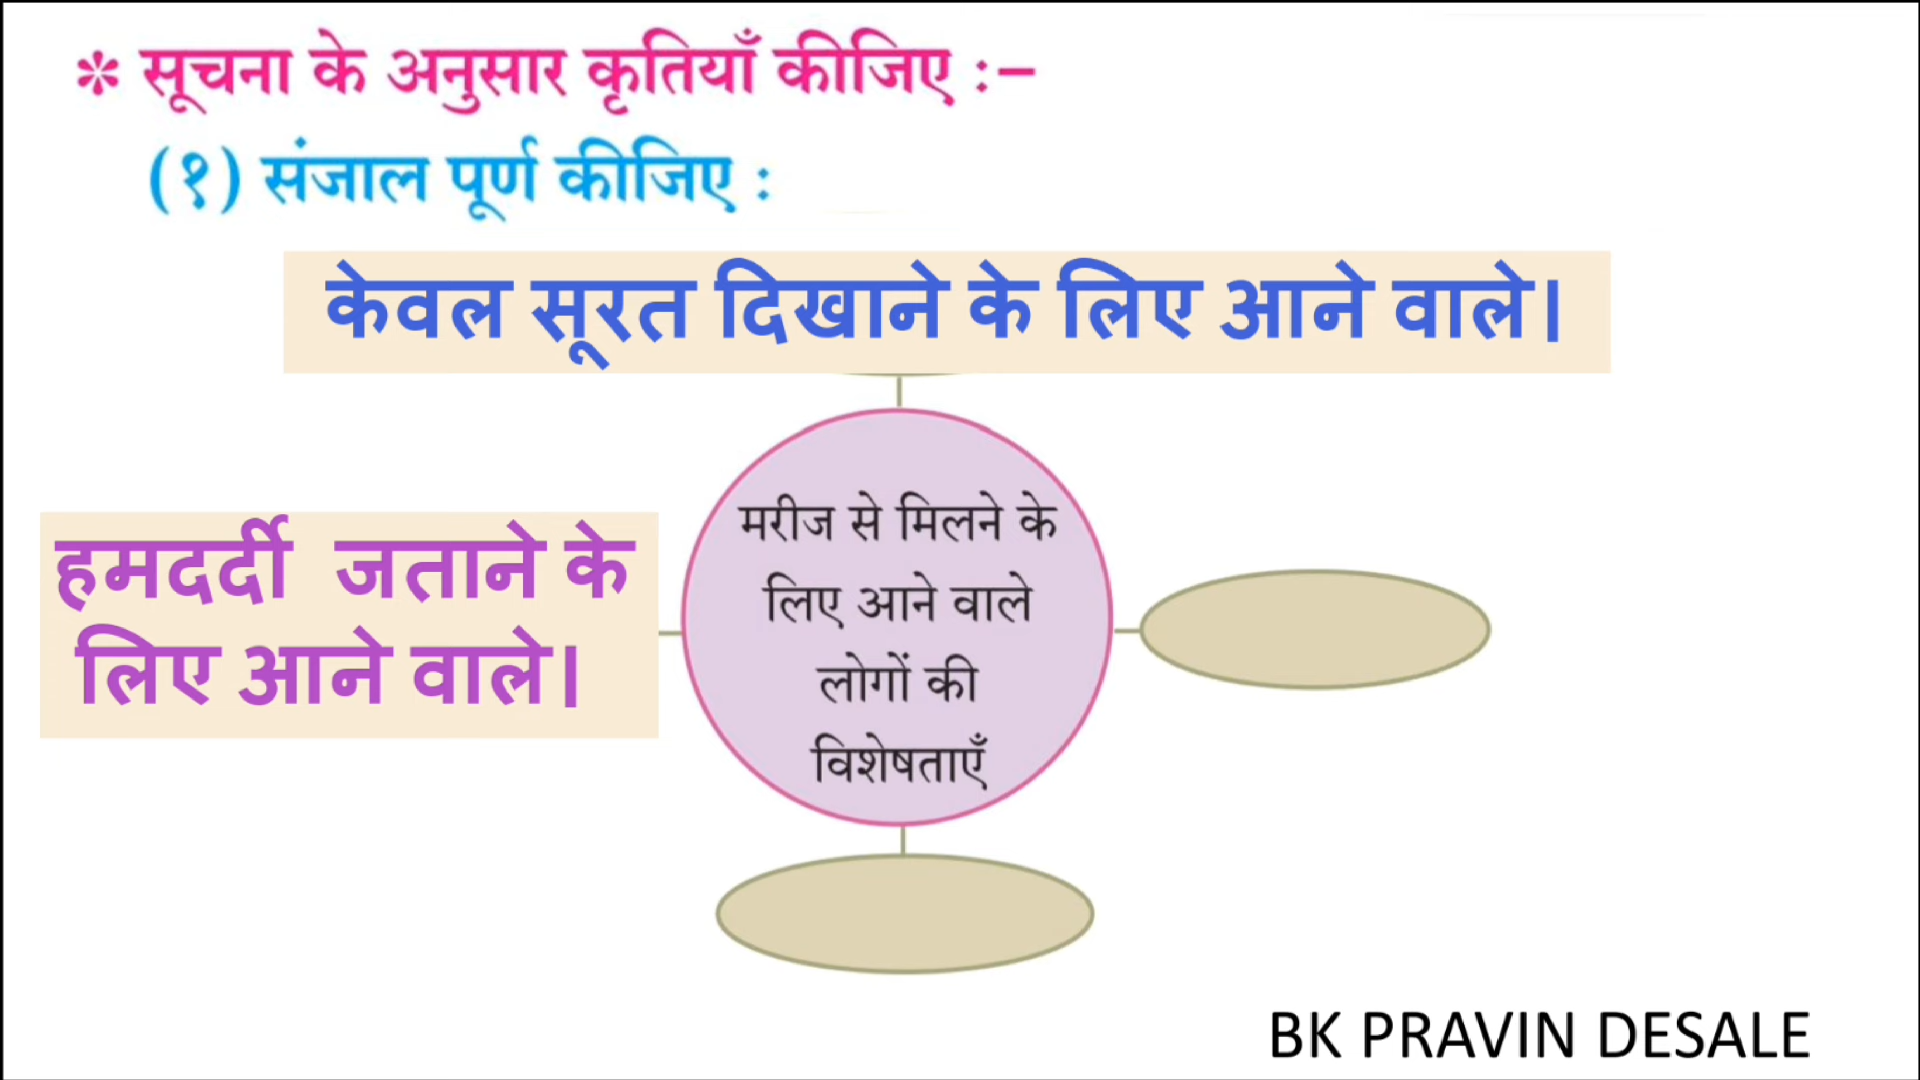 * सूचना के अनुसार कृतियाँ कीजिए :–
(१) संजाल पूर्ण कीजिए :
केवल सूरत दिखाने के लिए आने वाले।
हमदर्दी जताने के
लिए आने वाले।
मरीज से मिलने के
लिए आने वाले
लोगों की
विशेषताएँ
BK PRAVIN DESALE